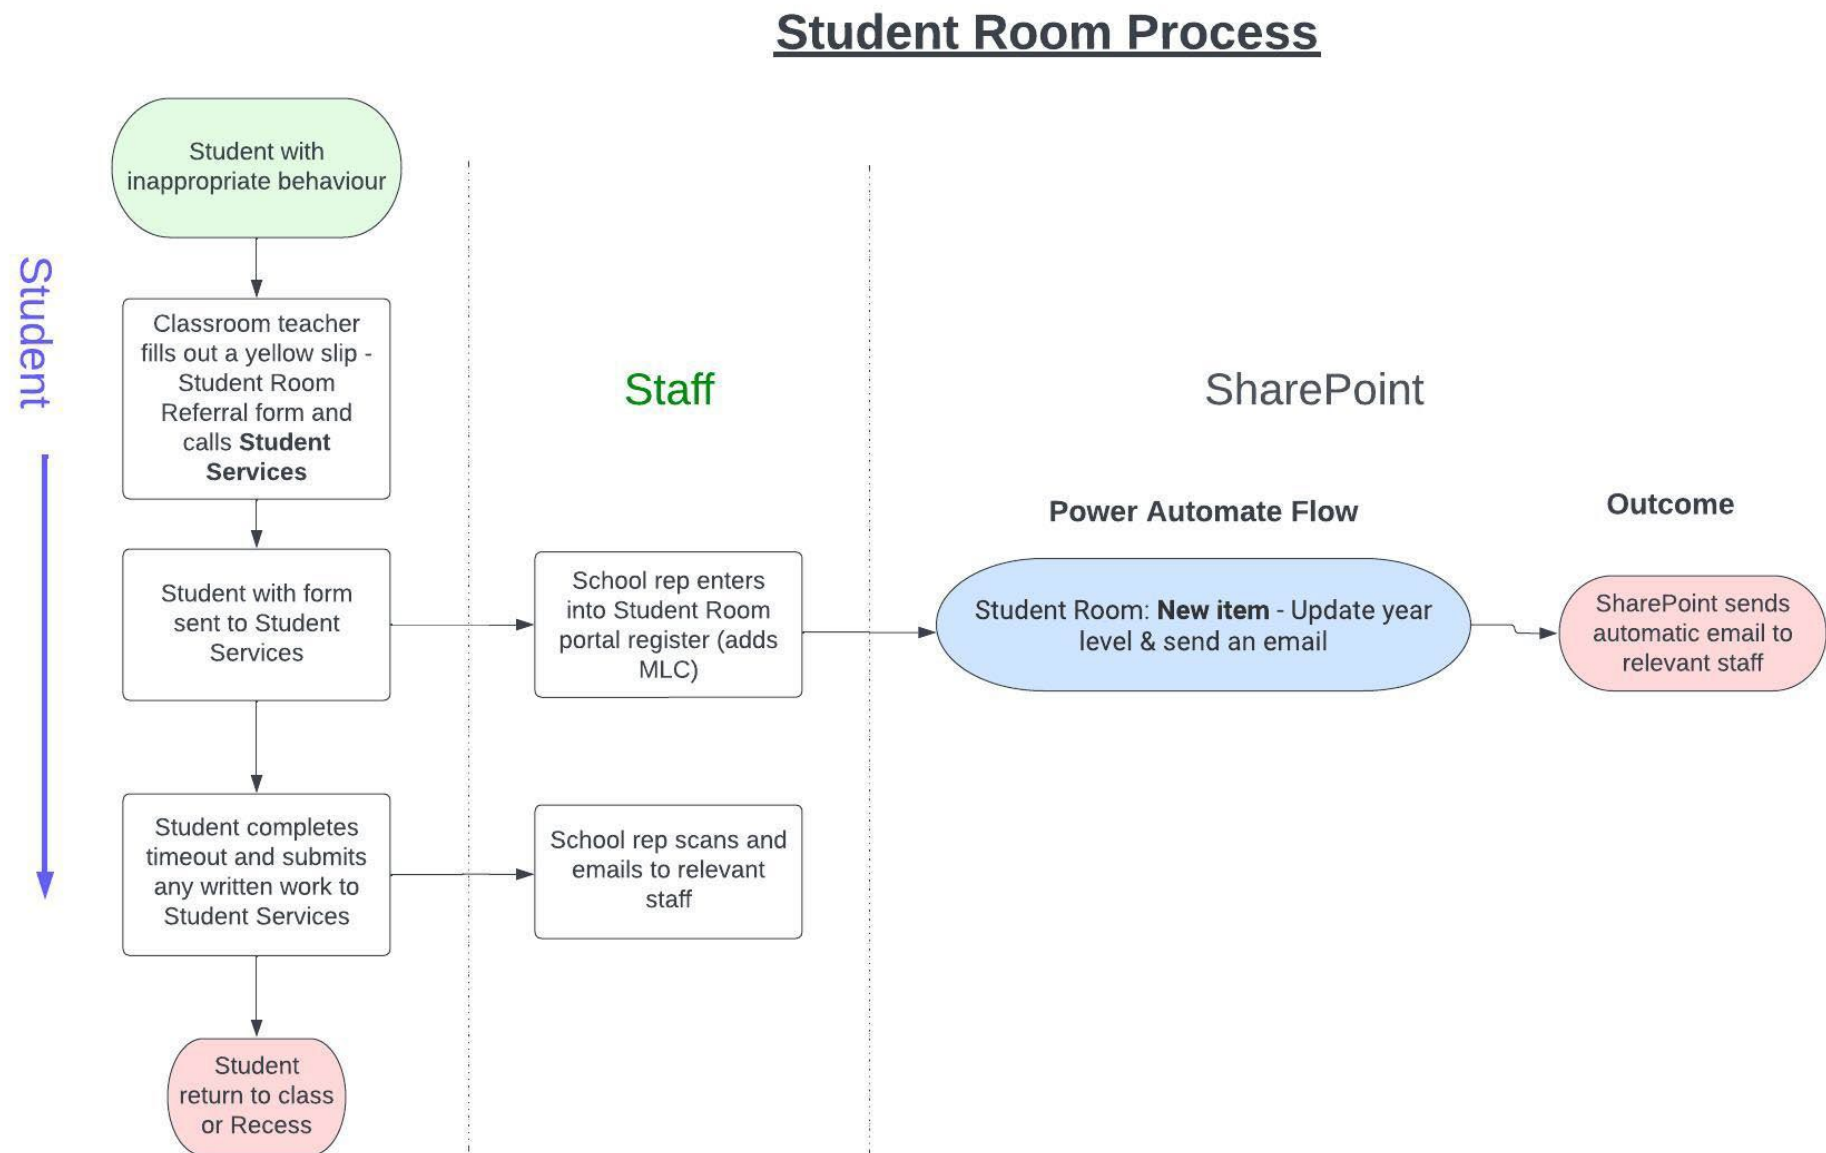 Student Room Process
Student with
inappropriate behaviour
Student
Classroom teacher
fills out a yellow slip -
Student Room
Referral form and
calls Student
Services
Staff
SharePoint
Power Automate Flow
Outcome
Student with form
sent to Student
Services
School rep enters
into Student Room
portal register (adds
MLC)
Student Room: New item - Update year
level & send an email
SharePoint sends
automatic email to
relevant staff
Student completes
timeout and submits
any written work to
Student Services
School rep scans and
emails to relevant
staff
Student
return to class
or Recess